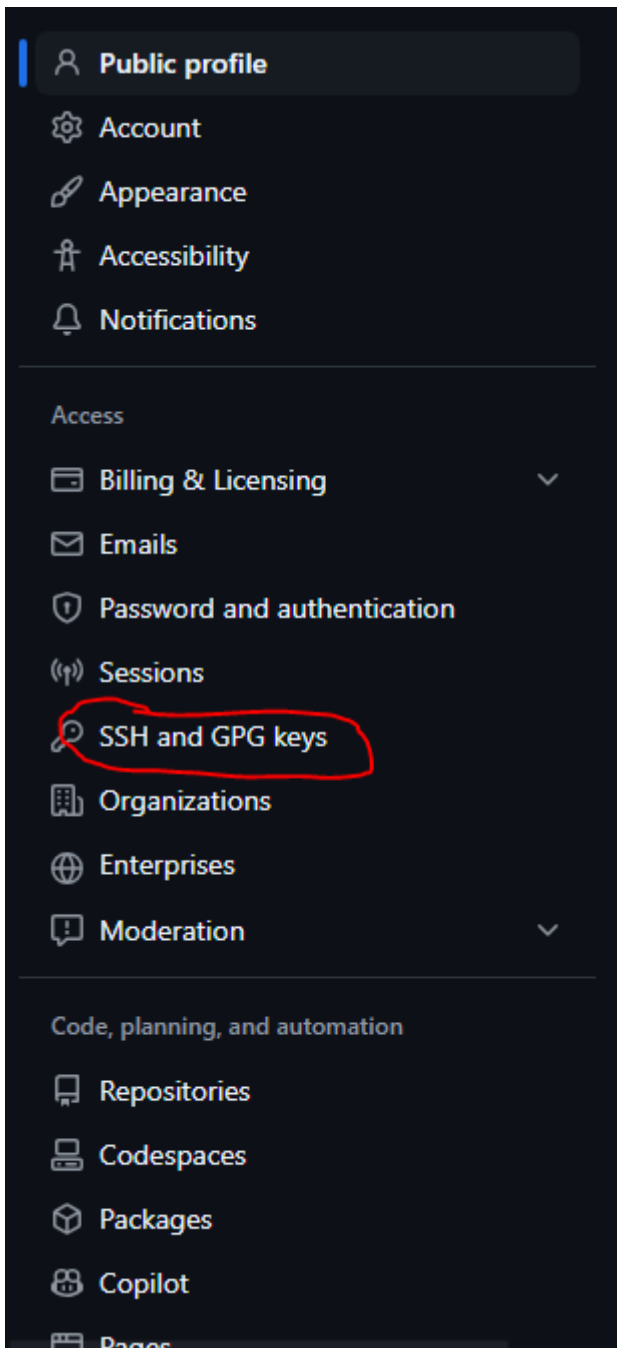 Public profile
Account
Appearance
Accessibility
Notifications
Access
Billing & Licensing
Emails
Password and authentication
Sessions
SSH and GPG keys
Organizations
Enterprises
Moderation
Code, planning, and automation
Repositories
Codespaces
Packages
Copilot
Pages